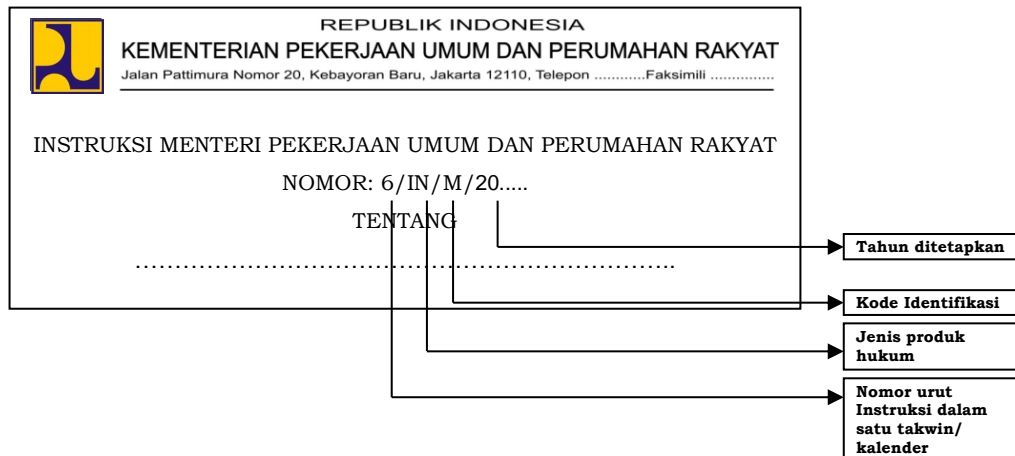 REPUBLIK INDONESIA
KEMENTERIAN PEKERJAAN UMUM DAN PERUMAHAN RAKYAT
Jalan Pattimura Nomor 20, Kebayoran Baru, Jakarta 12110, Telepon ............Faksimili ...............
INSTRUKSI MENTERI PEKERJAAN UMUM DAN PERUMAHAN RAKYAT
NOMOR: 6/IN/M/20.....
TENTANG
…………………………………………………………..
Tahun ditetapkan
Kode Identifikasi
Jenis produk
hukum
Nomor urut
Instruksi dalam
satu takwin/
kalender